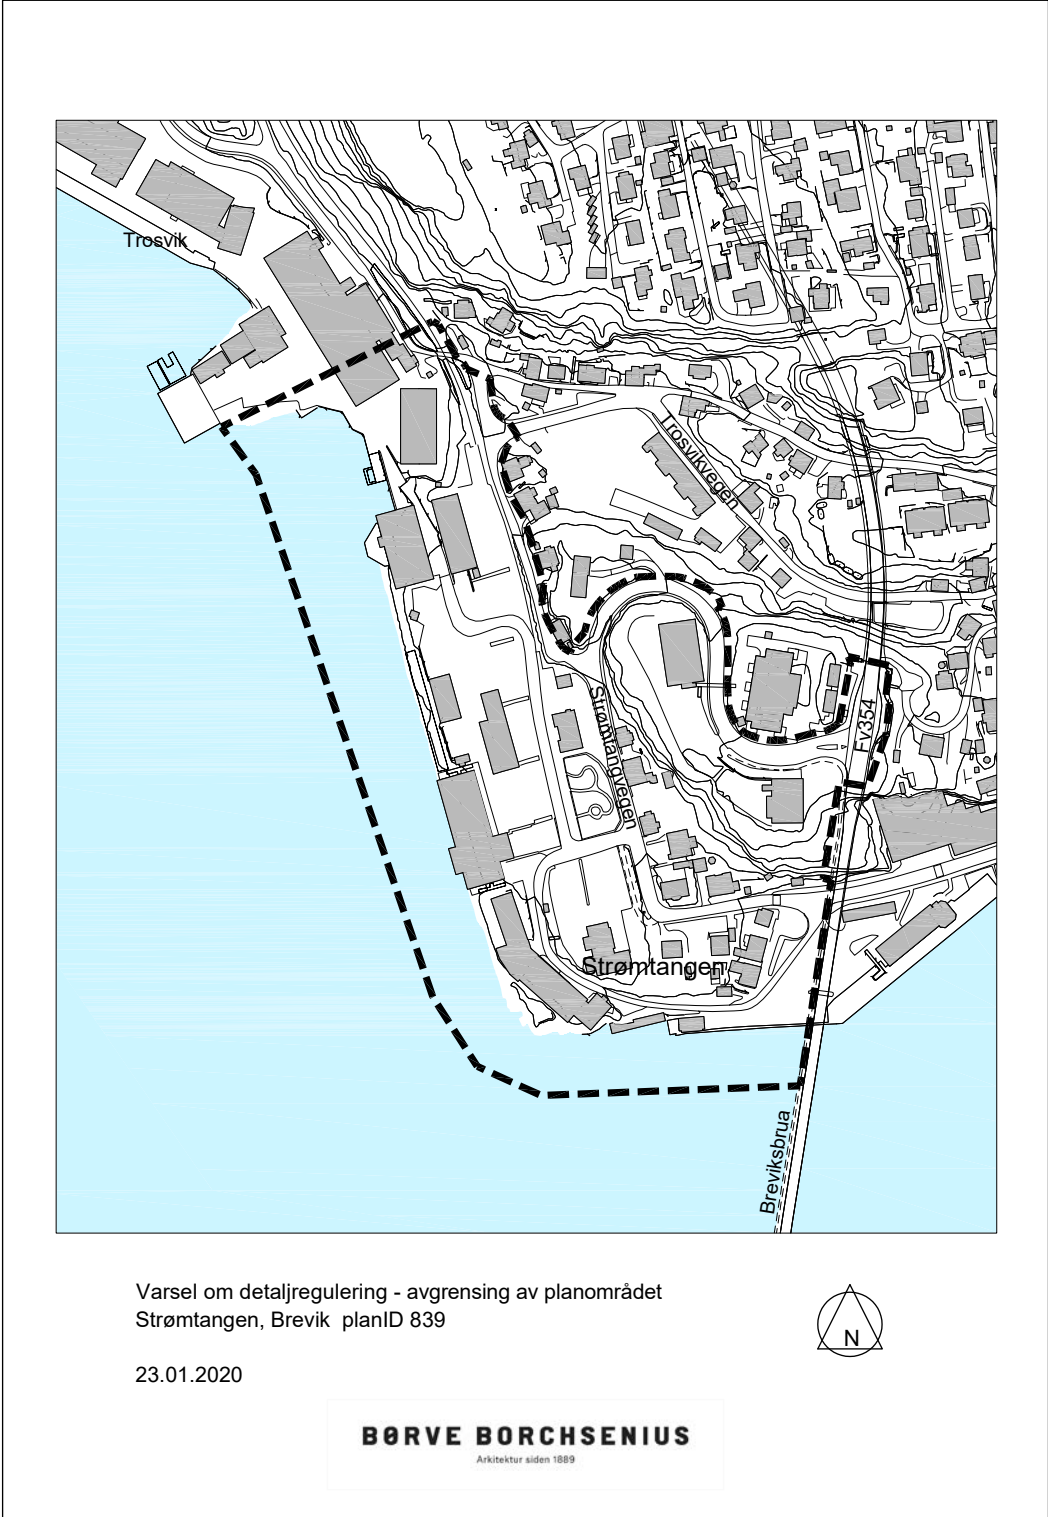 Trosvik
Trosvikvegen
Strømtangvegen
Fv354
Strømtangen
Breviksbrua
Varsel om detaljregulering - avgrensing av planområdet
Strømtangen, Brevik planID 839
N
23.01.2020
BØRVE BORCHSENIUS
Arkitektur siden 1889